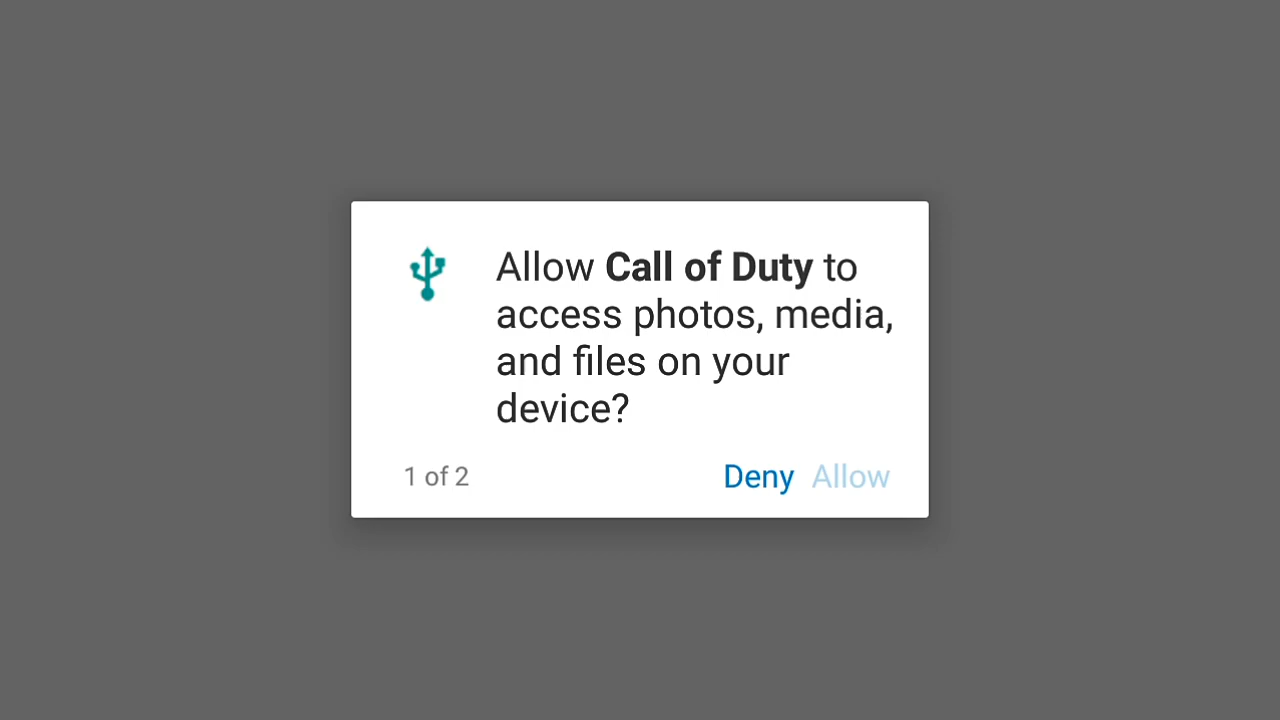 Allow Call of Duty to
access photos, media,
and files on your
device?
1 of 2
Deny Allow